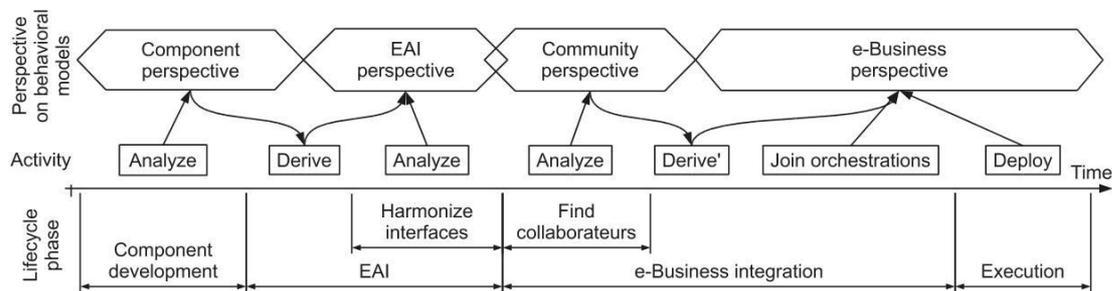 Perspective
on behavioral
models
Component
perspective
EAI
perspective
Community
perspective
e-Business
perspective
Activity
Analyze
Derive
Analyze
Analyze
Derive'
Join orchestrations
Deploy
Time
Lifecycle
phase
Component
development
Harmonize
interfaces
EAI
Find
collaborateurs
e-Business integration
Execution